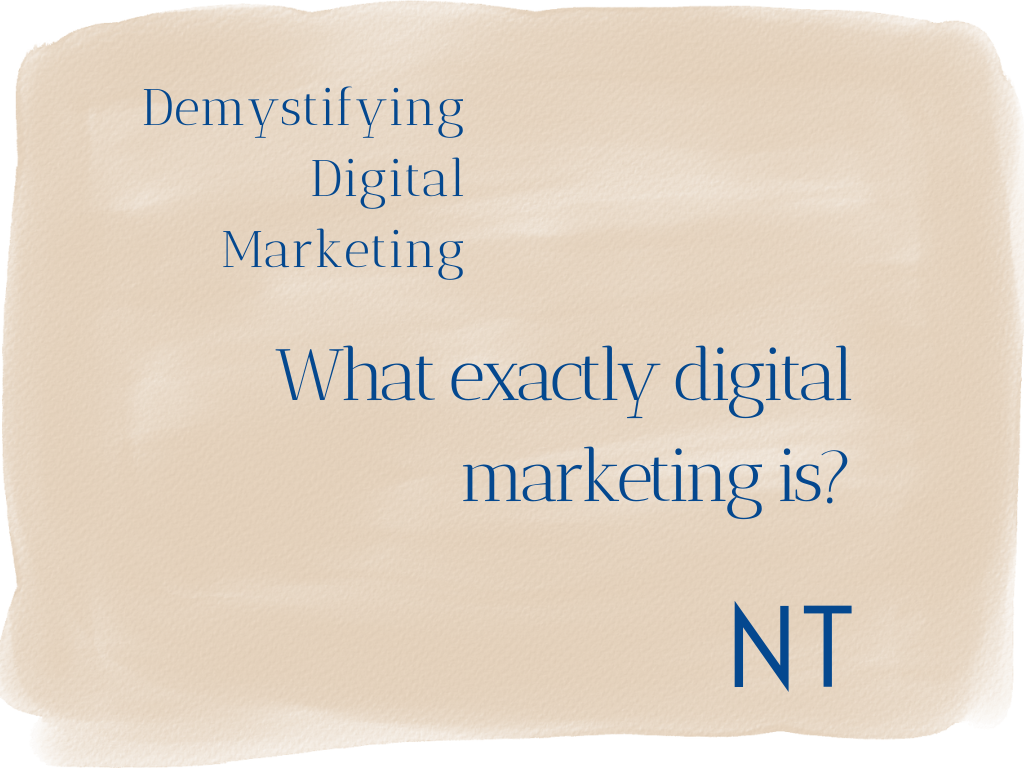 Demystifying
Digital
Marketing
What exactly digital
marketing is?
NT